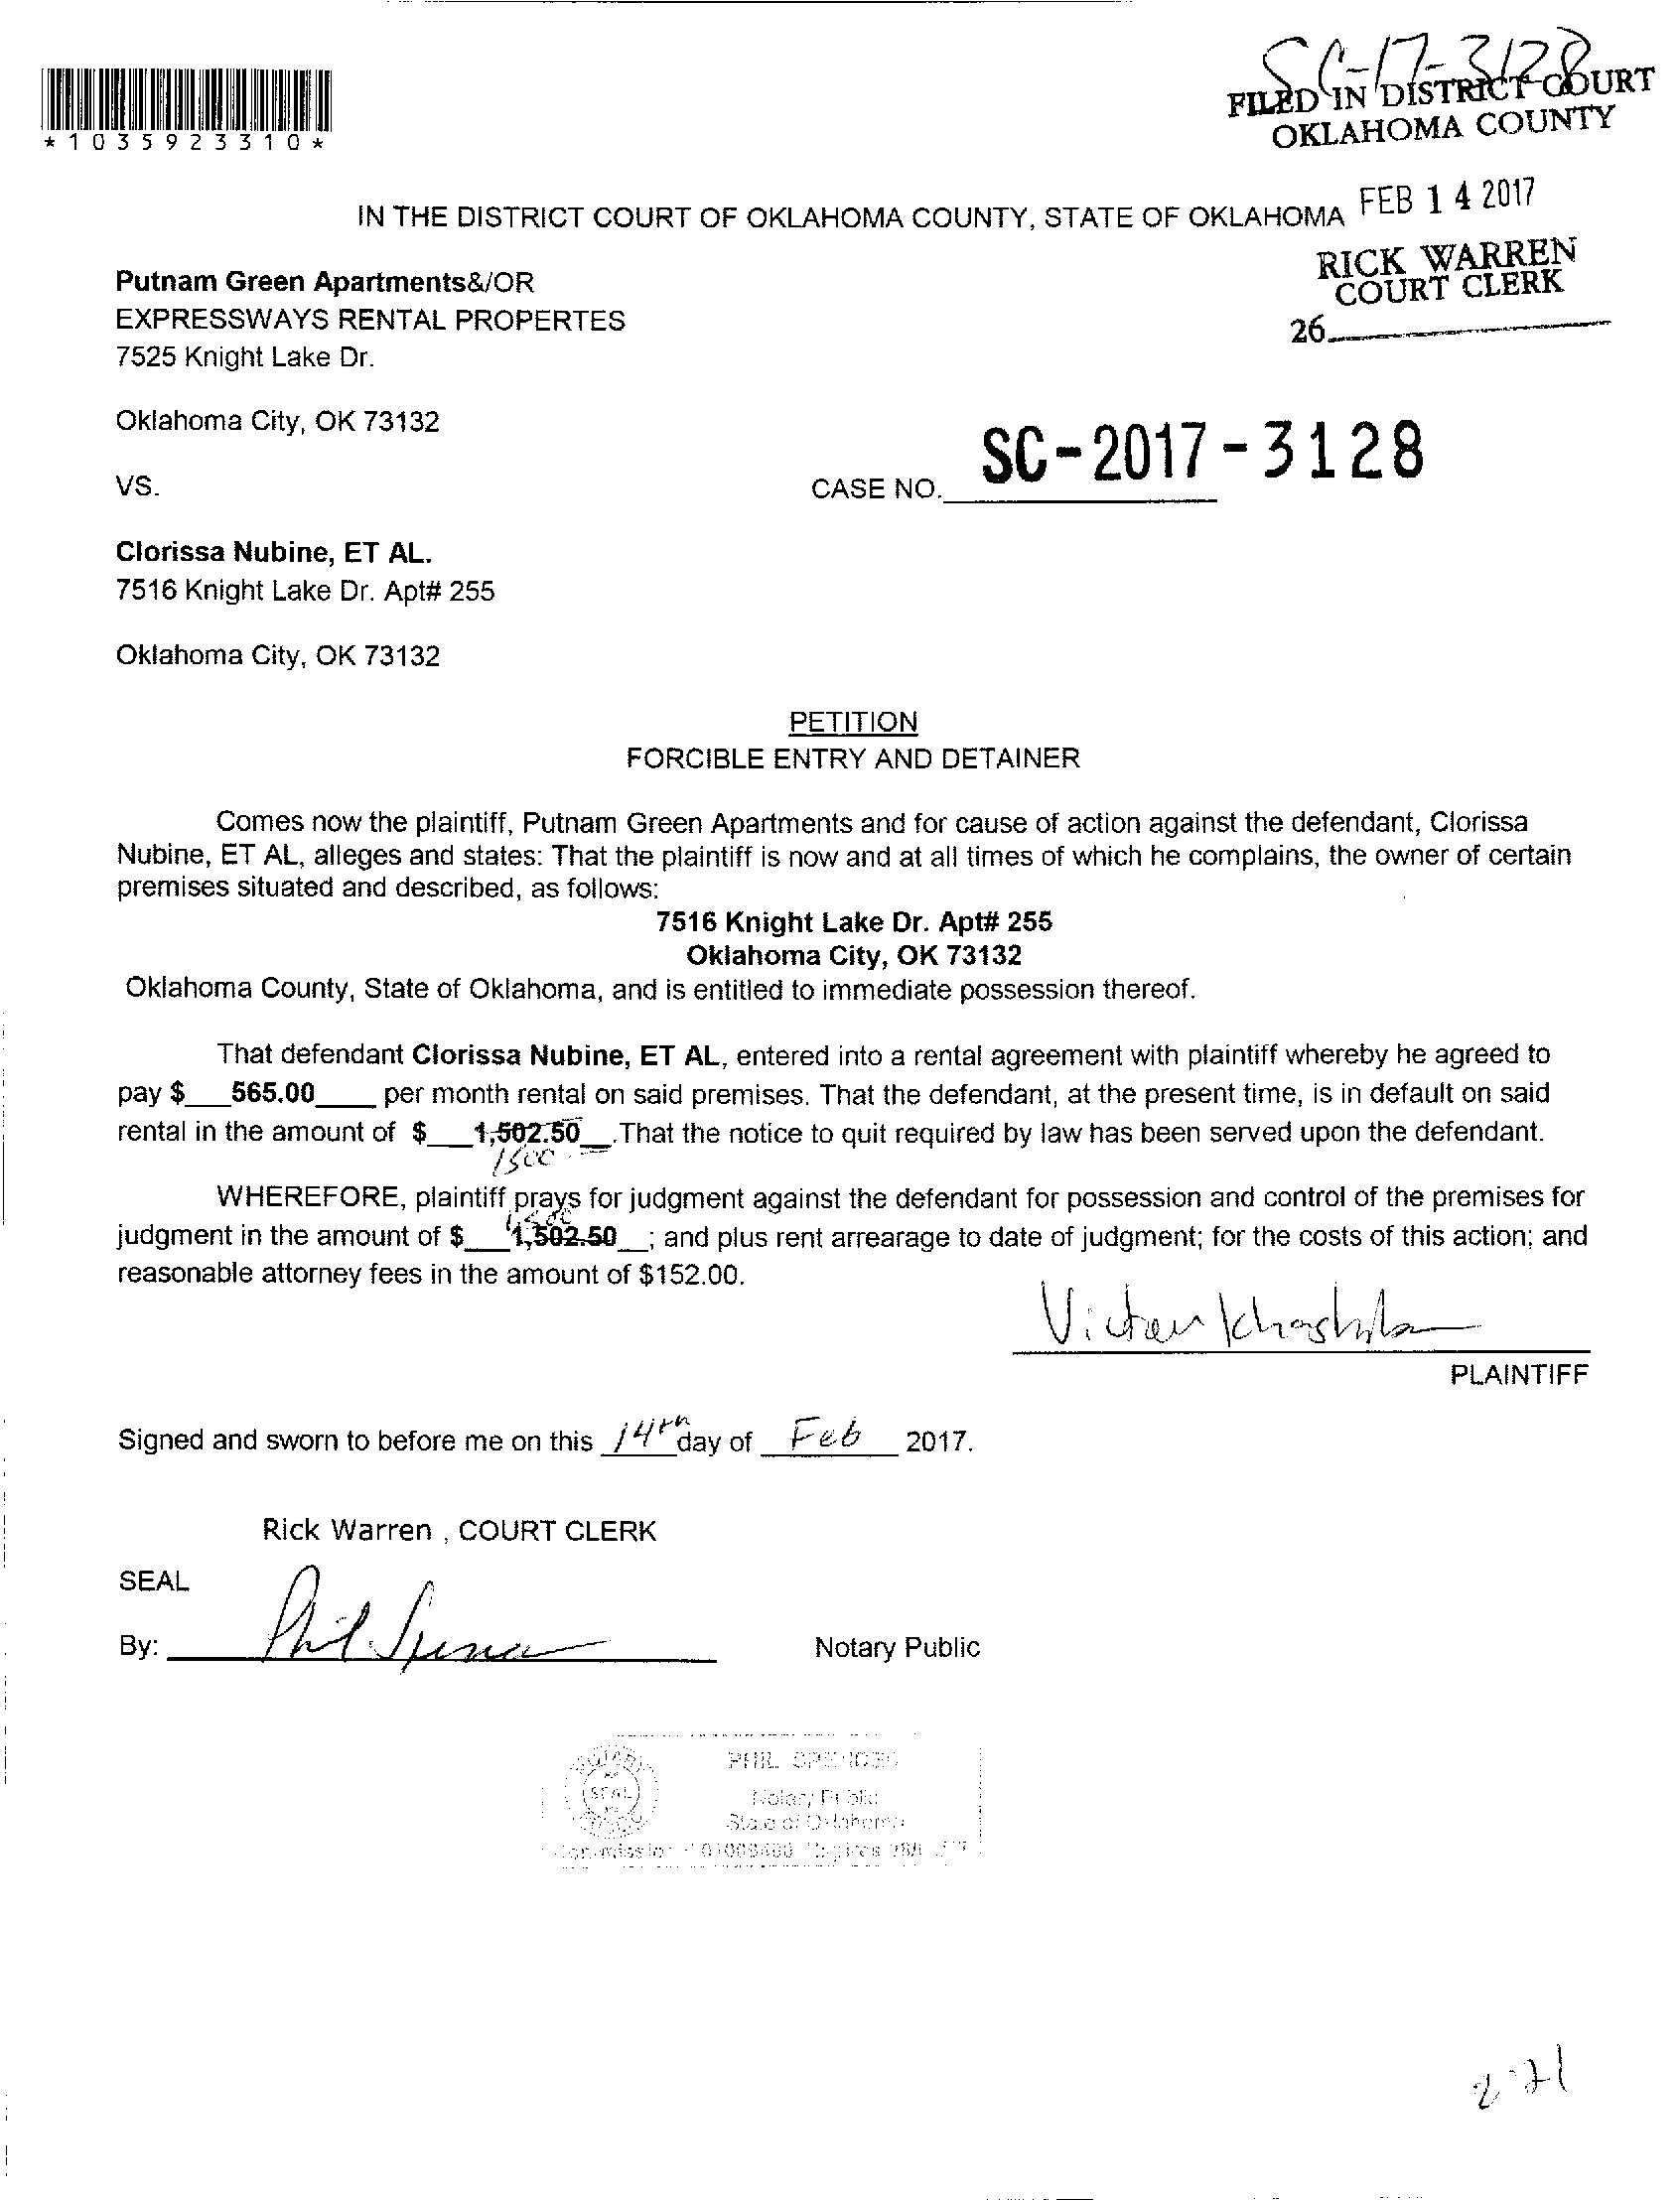 SC-17-3128
FILED IN DISTRICT COURT
OKLAHOMA COUNTY
*1035923310*
FEB 14 2017
IN THE DISTRICT COURT OF OKLAHOMA COUNTY, STATE OF OKLAHOMA
RICK WARREN
COURT CLERK
26
Putnam Green Apartments&/OR
EXPRESSWAYS RENTAL PROPERTES
7525 Knight Lake Dr.
Oklahoma City, OK 73132
VS.
CASE NO. SC-2017-3128
Clorissa Nubine, ET AL.
7516 Knight Lake Dr. Apt# 255
Oklahoma City, OK 73132
PETITION
FORCIBLE ENTRY AND DETAINER
Comes now the plaintiff, Putnam Green Apartments and for cause of action against the defendant, Clorissa
Nubine, ET AL, alleges and states: That the plaintiff is now and at all times of which he complains, the owner of certain
premises situated and described, as follows:
7516 Knight Lake Dr. Apt# 255
Oklahoma City, OK 73132
Oklahoma County, State of Oklahoma, and is entitled to immediate possession thereof.
That defendant Clorissa Nubine, ET AL, entered into a rental agreement with plaintiff whereby he agreed to
pay $___565.00____ per month rental on said premises. That the defendant, at the present time, is in default on said
rental in the amount of $___1,502.50__.That the notice to quit required by law has been served upon the defendant.
1500
WHEREFORE, plaintiff prays for judgment against the defendant for possession and control of the premises for
1500
judgment in the amount of $___1,502.50__; and plus rent arrearage to date of judgment; for the costs of this action; and
reasonable attorney fees in the amount of $152.00.
Victor
PLAINTIFF
Signed and sworn to before me on this 14th day of Feb 2017.
Rick Warren , COURT CLERK
SEAL
By: Phil
Notary Public
PHIL
SEAL
Notary Public
State of Oklahoma
2-21